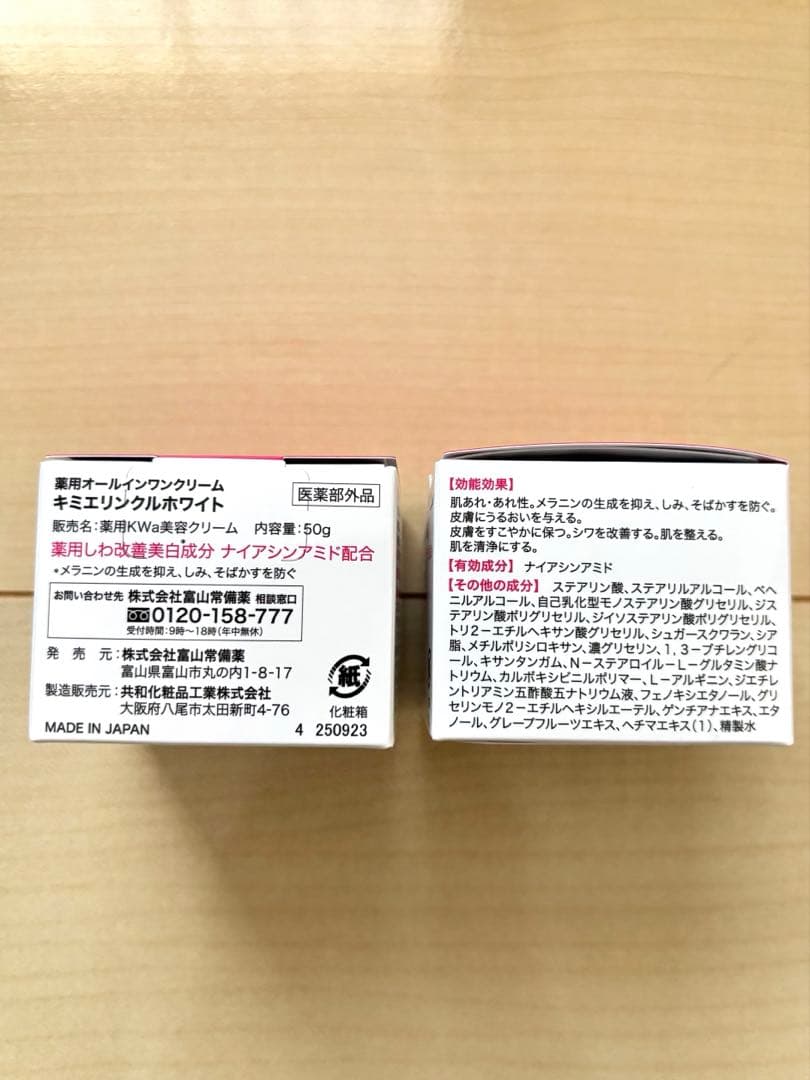 薬用オールインワンクリーム
キミエリンクルホワイト
医薬部外品
販売名：薬用KWa美容クリーム　内容量：50g
薬用しわ改善美白成分 ナイアシンアミド配合
*メラニンの生成を抑え、しみ、そばかすを防ぐ
お問い合わせ先 株式会社富山常備薬 相談窓口
0120-158-777
受付時間：9時〜18時（年中無休）
発　売　元：株式会社富山常備薬
富山県富山市丸の内1-8-17
製造販売元：共和化粧品工業株式会社
大阪府八尾市太田新町4-76
紙
化粧箱
MADE IN JAPAN
4 250923
【効能効果】
肌あれ・あれ性。メラニンの生成を抑え、しみ、そばかすを防ぐ。
皮膚にうるおいを与える。
皮膚をすこやかに保つ。シワを改善する。肌を整える。
肌を清浄にする。
【有効成分】 ナイアシンアミド
【その他の成分】 ステアリン酸、ステアリルアルコール、ベヘ
ニルアルコール、自己乳化型モノステアリン酸グリセリル、ジス
テアリン酸ポリグリセリル、ジイソステアリン酸ポリグリセリル、
トリ2－エチルヘキサン酸グリセリル、シュガースクワラン、シア
脂、メチルポリシロキサン、濃グリセリン、1，3－ブチレングリコ
ール、キサンタンガム、N－ステアロイル－L－グルタミン酸ナ
トリウム、カルボキシビニルポリマー、L－アルギニン、ジエチレ
ントリアミン五酢酸五ナトリウム液、フェノキシエタノール、グリ
セリンモノ2－エチルヘキシルエーテル、ゲンチアナエキス、エタ
ノール、グレープフルーツエキス、ヘチマエキス（1）、精製水